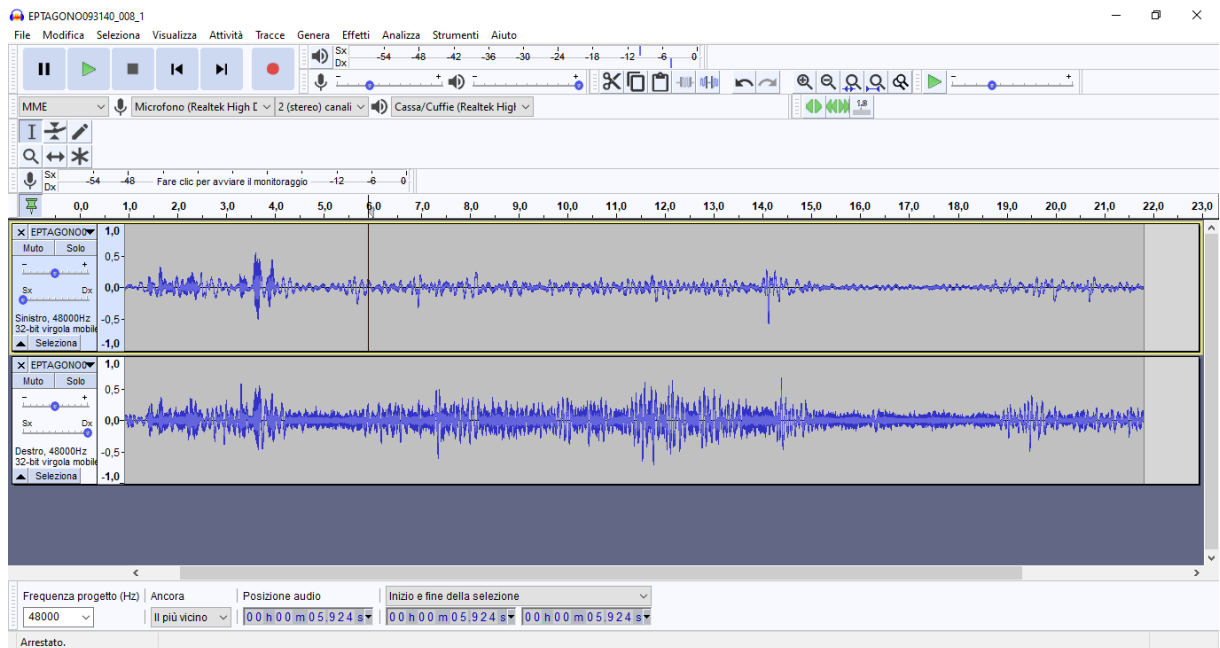 EPTAGONO093140_008_1
File Modifica Seleziona Visualizza Attività Tracce Genera Effetti Analizza Strumenti Aiuto
Sx Dx -54 -48 -42 -36 -30 -24 -18 -12 -6 0
- + - + - +
MME Microfono (Realtek High 2 (stereo) canali Cassa/Cuffie (Realtek High
Sx Dx -54 -48 Fare clic per avviare il monitoraggio -12 -6 0
0,0 1,0 2,0 3,0 4,0 5,0 6,0 7,0 8,0 9,0 10,0 11,0 12,0 13,0 14,0 15,0 16,0 17,0 18,0 19,0 20,0 21,0 22,0 23,0
EPTAGONO0 1,0
Muto Solo
- + 0,5
Sx Dx 0,0
Sinistro, 48000Hz -0,5
32-bit virgola mobile
Seleziona -1,0
EPTAGONO0 1,0
Muto Solo
- + 0,5
Sx Dx 0,0
Destro, 48000Hz -0,5
32-bit virgola mobile
Seleziona -1,0
Frequenza progetto (Hz) Ancora Posizione audio Inizio e fine della selezione
48000 Il più vicino 00 h 00 m 05,924 s 00 h 00 m 05,924 s 00 h 00 m 05,924 s
Arrestato.